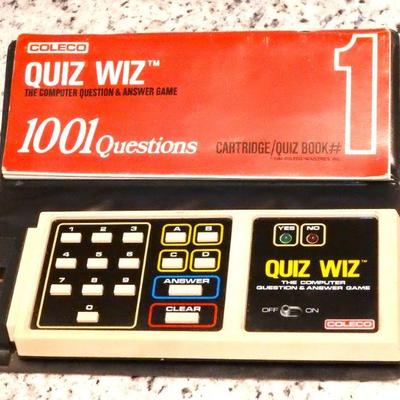 COLECO
QUIZ WIZ™
THE COMPUTER QUESTION & ANSWER GAME
1001 Questions
CARTRIDGE/QUIZ BOOK#
1
1 2 3
4 5 6
7 8 9
0
A B
C D
ANSWER
CLEAR
YES NO
QUIZ WIZ™
THE COMPUTER
QUESTION & ANSWER GAME
OFF ON
COLECO